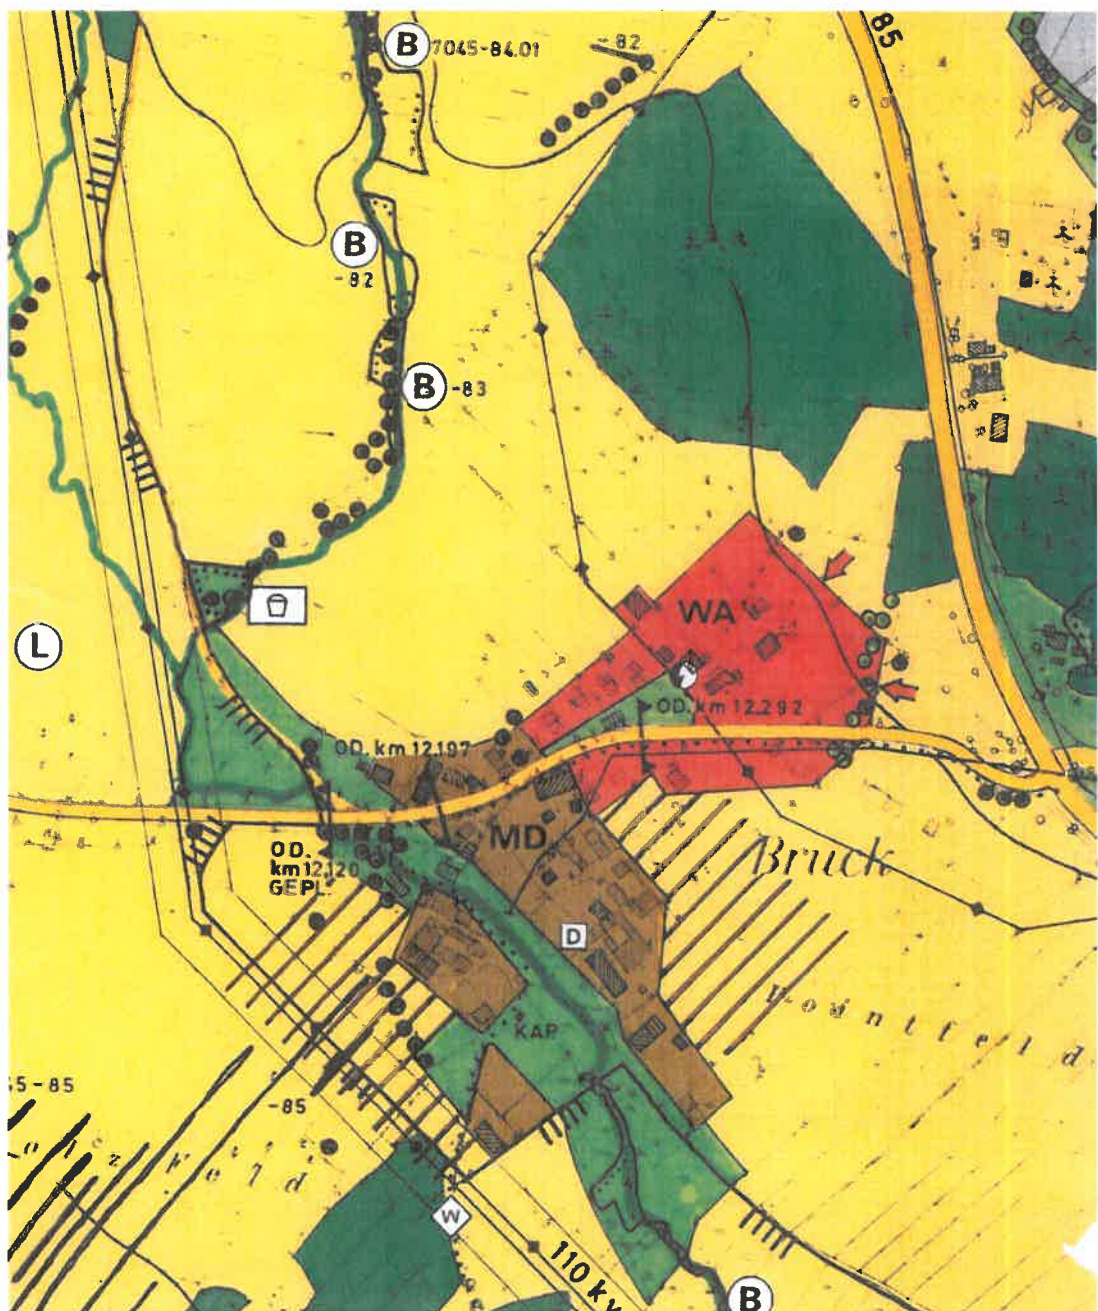 B 7045-84.01
-82
85
B
-82
B -83
L
WA
OD. km 12.292
OD. km 12.197
MD
OD.
km 12.120
GEPL.
Bruck
D
KAP
-85
W
110 kV
B